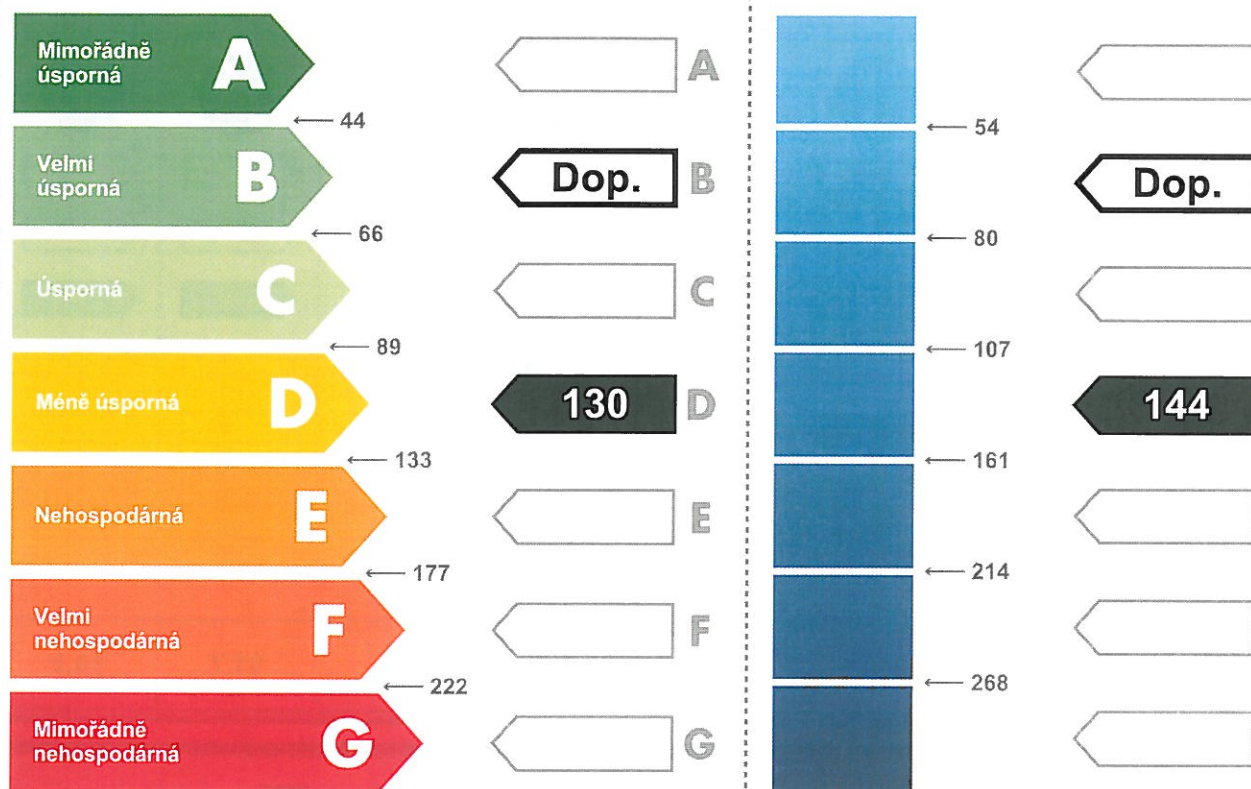 Mimořádně
úsporná
A
A
44
54
Velmi
úsporná
B
Dop.
B
Dop.
66
80
Úsporná
C
C
89
107
Méně úsporná
D
130
D
144
133
161
Nehospodárná
E
E
177
214
Velmi
nehospodárná
F
F
222
268
Mimořádně
nehospodárná
G
G